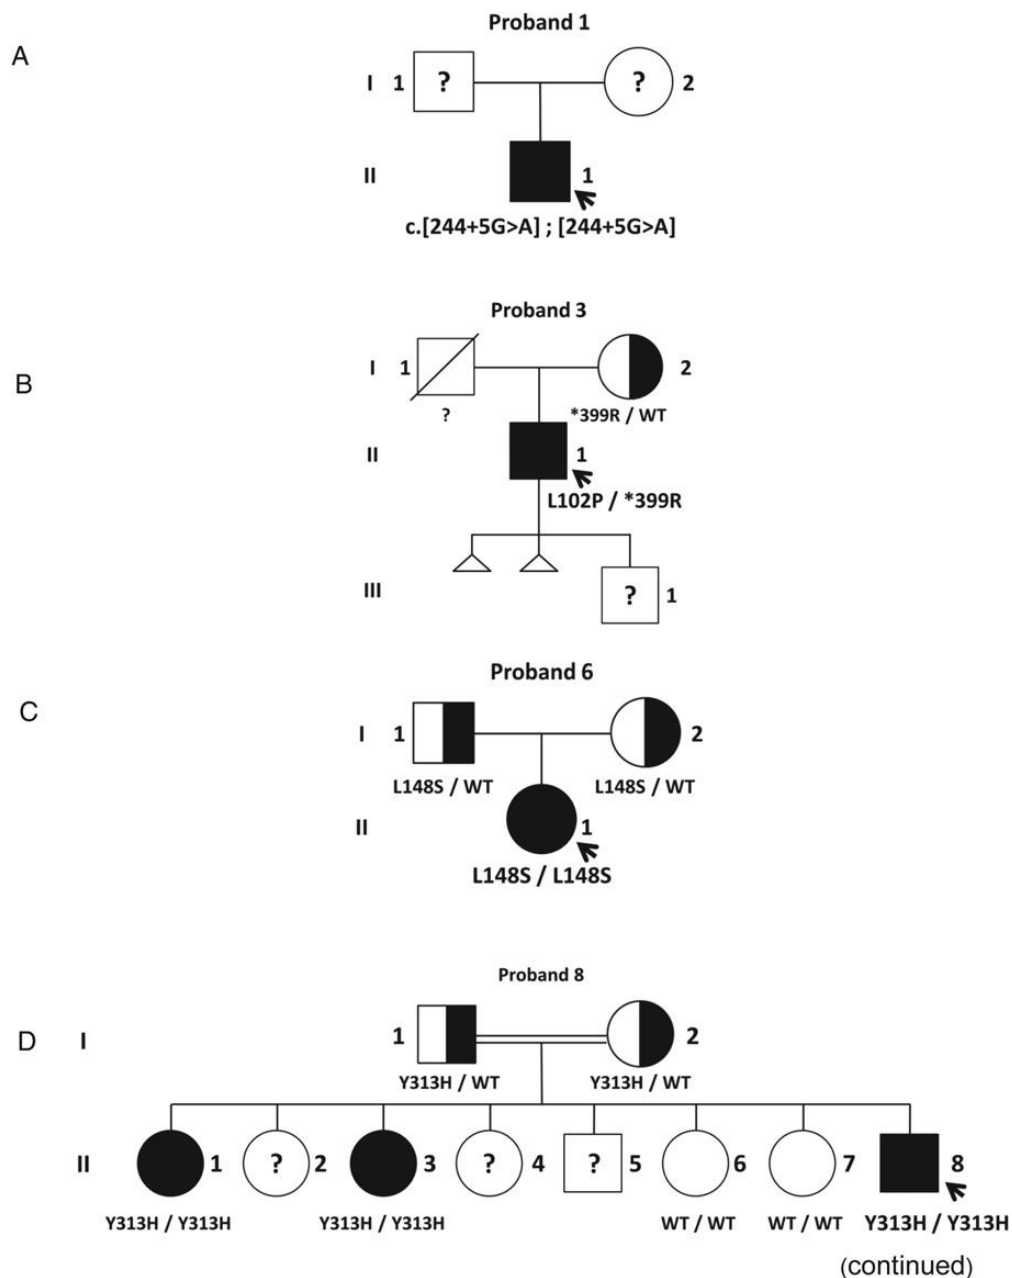 A
Proband 1
I 1 ? ? 2
II 1
c.[244+5G>A] ; [244+5G>A]
B
Proband 3
I 1 2
? *399R / WT
II 1
L102P / *399R
III ? 1
C
Proband 6
I 1 2
L148S / WT L148S / WT
II 1
L148S / L148S
D
Proband 8
I 1 2
Y313H / WT Y313H / WT
II 1 ? 2 3 ? 4 ? 5 6 7 8
Y313H / Y313H Y313H / Y313H WT / WT WT / WT Y313H / Y313H
(continued)